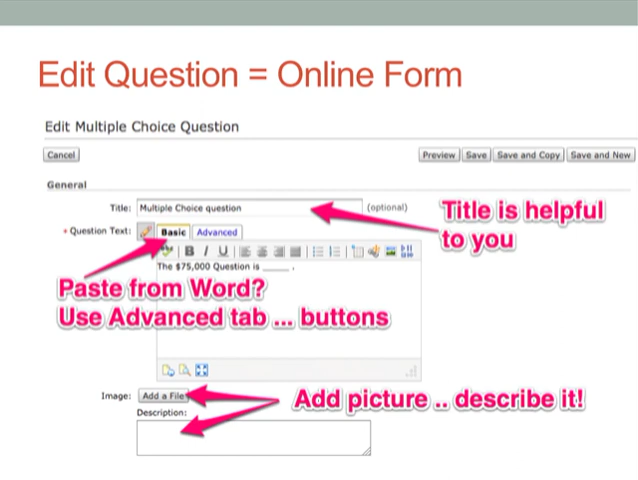 Edit Question = Online Form
Edit Multiple Choice Question
Cancel
Preview Save Save and Copy Save and New
General
Title: Multiple Choice question (optional)
Title is helpful
to you
* Question Text: Basic Advanced
B I U
The $75,000 Question is _____ .
Paste from Word?
Use Advanced tab ... buttons
Image: Add a File
Add picture .. describe it!
Description: